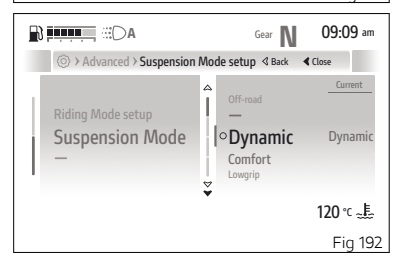 A
Gear N
09:09 am
Advanced › Suspension Mode setup Back Close
Current
Off-road
Riding Mode setup
Suspension Mode
Dynamic
Dynamic
Comfort
Lowgrip
120 °C
Fig 192